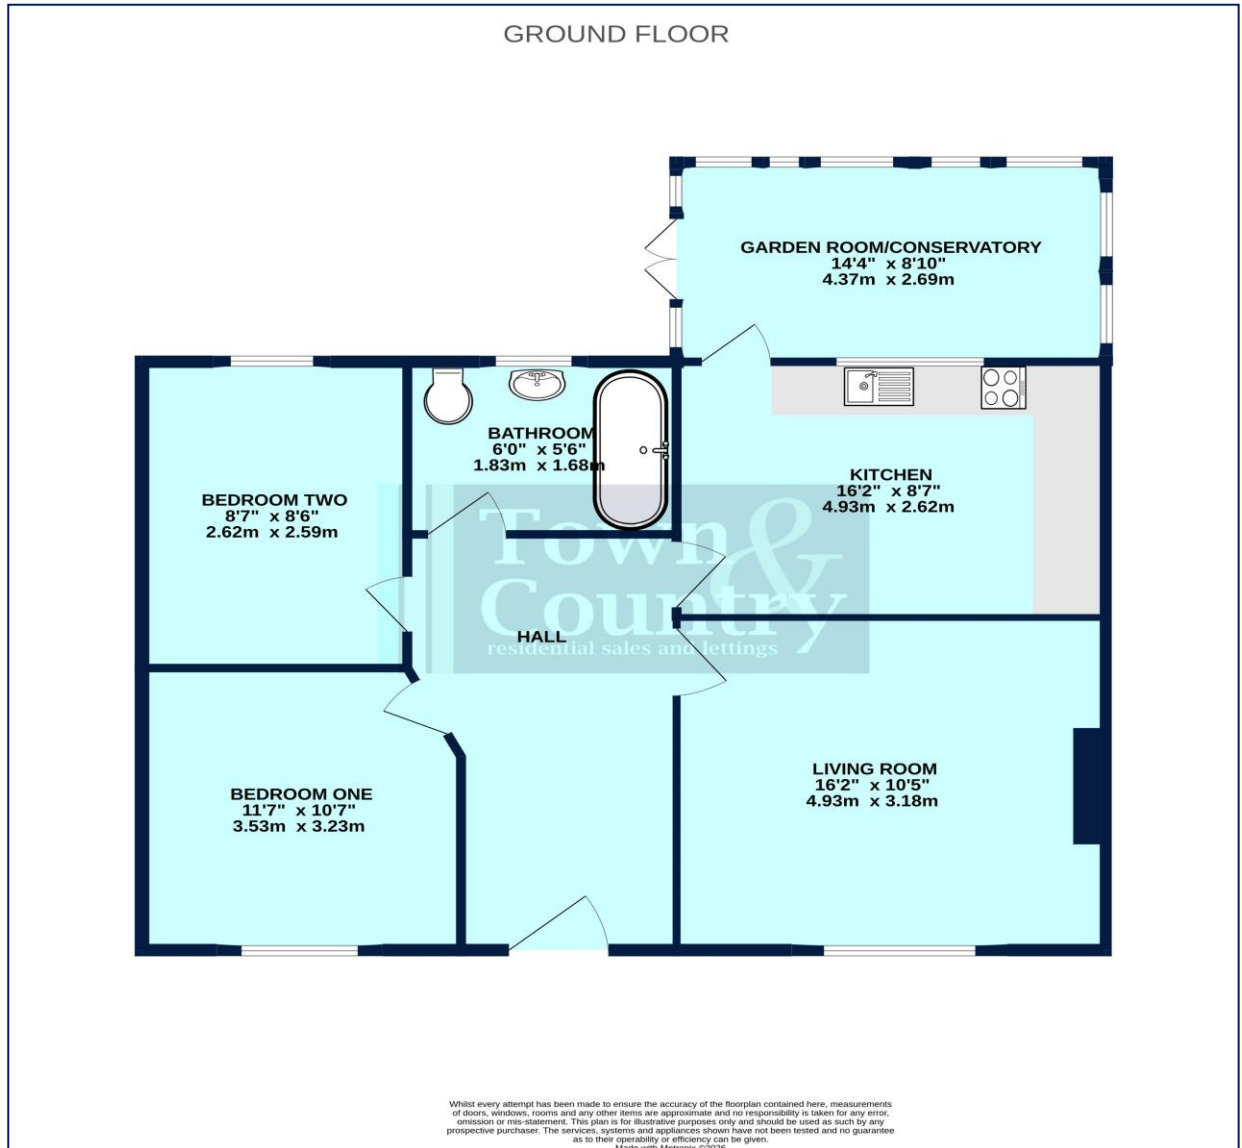 GROUND FLOOR
GARDEN ROOM/CONSERVATORY
14'4" x 8'10"
4.37m x 2.69m
BATHROOM
6'0" x 5'6"
1.83m x 1.68m
KITCHEN
16'2" x 8'7"
4.93m x 2.62m
BEDROOM TWO
8'7" x 8'6"
2.62m x 2.59m
Town &
Country
residential sales and lettings
HALL
LIVING ROOM
16'2" x 10'5"
4.93m x 3.18m
BEDROOM ONE
11'7" x 10'7"
3.53m x 3.23m
Whilst every attempt has been made to ensure the accuracy of the floorplan contained here, measurements
of doors, windows, rooms and any other items are approximate and no responsibility is taken for any error,
omission or mis-statement. This plan is for illustrative purposes only and should be used as such by any
prospective purchaser. The services, systems and appliances shown have not been tested and no guarantee
as to their operability or efficiency can be given.
Made with Metropix ©2026